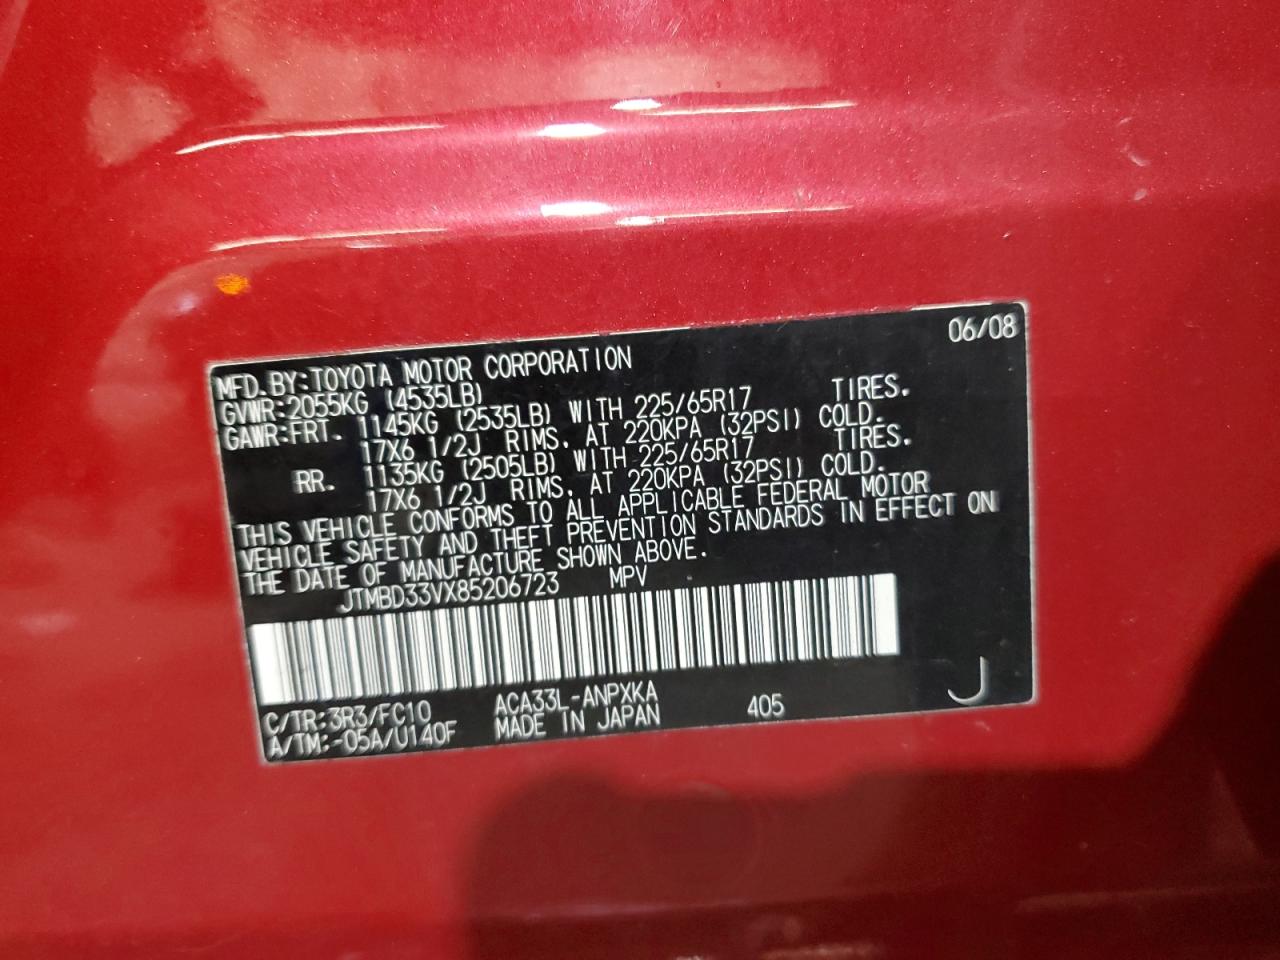 06/08
MFD.BY:TOYOTA MOTOR CORPORATION
GVWR:2055KG (4535LB)
GAWR:FRT. 1145KG (2535LB) WITH 225/65R17 TIRES.
17X6 1/2J RIMS, AT 220KPA (32PSI) COLD.
RR. 1135KG (2505LB) WITH 225/65R17 TIRES.
17X6 1/2J RIMS, AT 220KPA (32PSI) COLD.
THIS VEHICLE CONFORMS TO ALL APPLICABLE FEDERAL MOTOR
VEHICLE SAFETY AND THEFT PREVENTION STANDARDS IN EFFECT ON
THE DATE OF MANUFACTURE SHOWN ABOVE.
JTMBD33VX85206723 MPV
C/TR:3R3/FC10 ACA33L-ANPXKA
A/TM:-05A/U140F MADE IN JAPAN 405
J